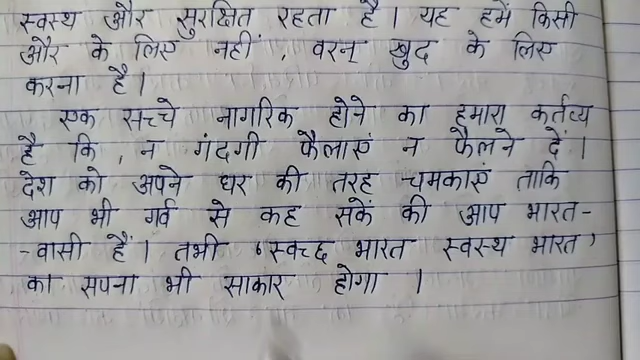 स्वस्थ और सुरक्षित रहता है। यह हमें किसी
और के लिए नहीं, वरन् खुद के लिए
करना है।
एक सच्चे नागरिक होने का हमारा कर्तव्य
है कि, न गंदगी फैलाएं न फैलने दें।
देश को अपने घर की तरह चमकाएं ताकि
आप भी गर्व से कह सकें की आप भारत-
-वासी हैं। तभी 'स्वच्छ भारत स्वस्थ भारत'
का सपना भी साकार होगा ।